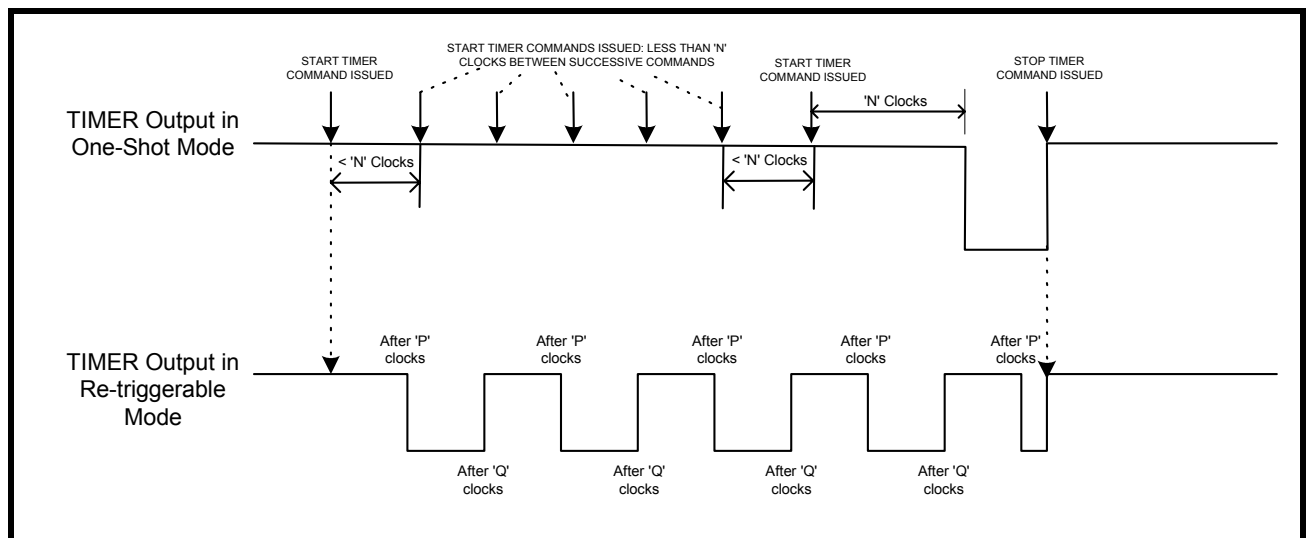 START TIMER
COMMAND ISSUED
START TIMER COMMANDS ISSUED: LESS THAN 'N'
CLOCKS BETWEEN SUCCESSIVE COMMANDS
START TIMER
COMMAND ISSUED
STOP TIMER
COMMAND ISSUED
'N' Clocks
TIMER Output in
One-Shot Mode
< 'N' Clocks
< 'N' Clocks
After 'P'
clocks
After 'P'
clocks
After 'P'
clocks
After 'P'
clocks
After 'P'
clocks
TIMER Output in
Re-triggerable
Mode
After 'Q'
clocks
After 'Q'
clocks
After 'Q'
clocks
After 'Q'
clocks